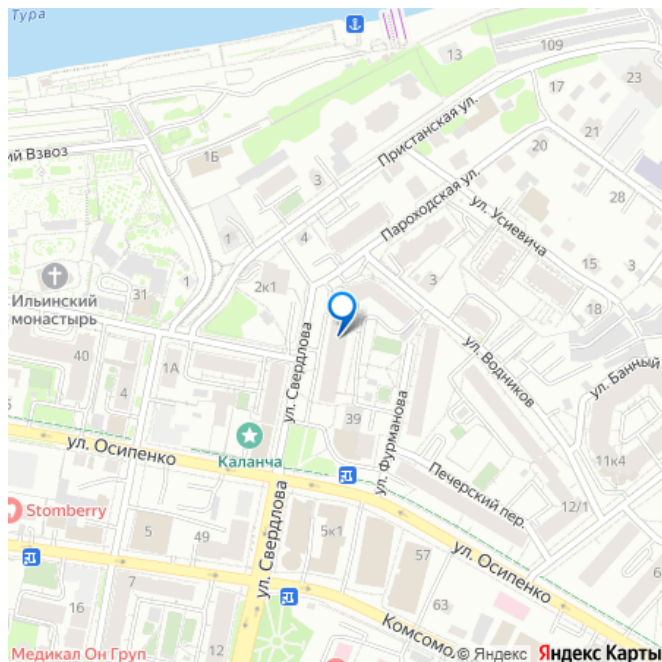 Тура
13
109
17
23
21
20
28
ий Взвоз
1Б
3
Пристанская ул.
Пароходская ул.
ул. Усиевича
1
4
15
3
3
18
Ильинский
монастырь
31
1
2к1
ул. Свердлова
ул. Водников
ул. Банный
40
1А
4
39
ул. Фурманова
5
ул. Осипенко
Каланча
Печерский пер.
11к4
12/1
Stomberry
5
49
ул. Свердлова
5к1
57
ул. Осипенко
7
16
12
63
6
Комсомо
Медикал Он Груп
© Яндекс Яндекс Карты